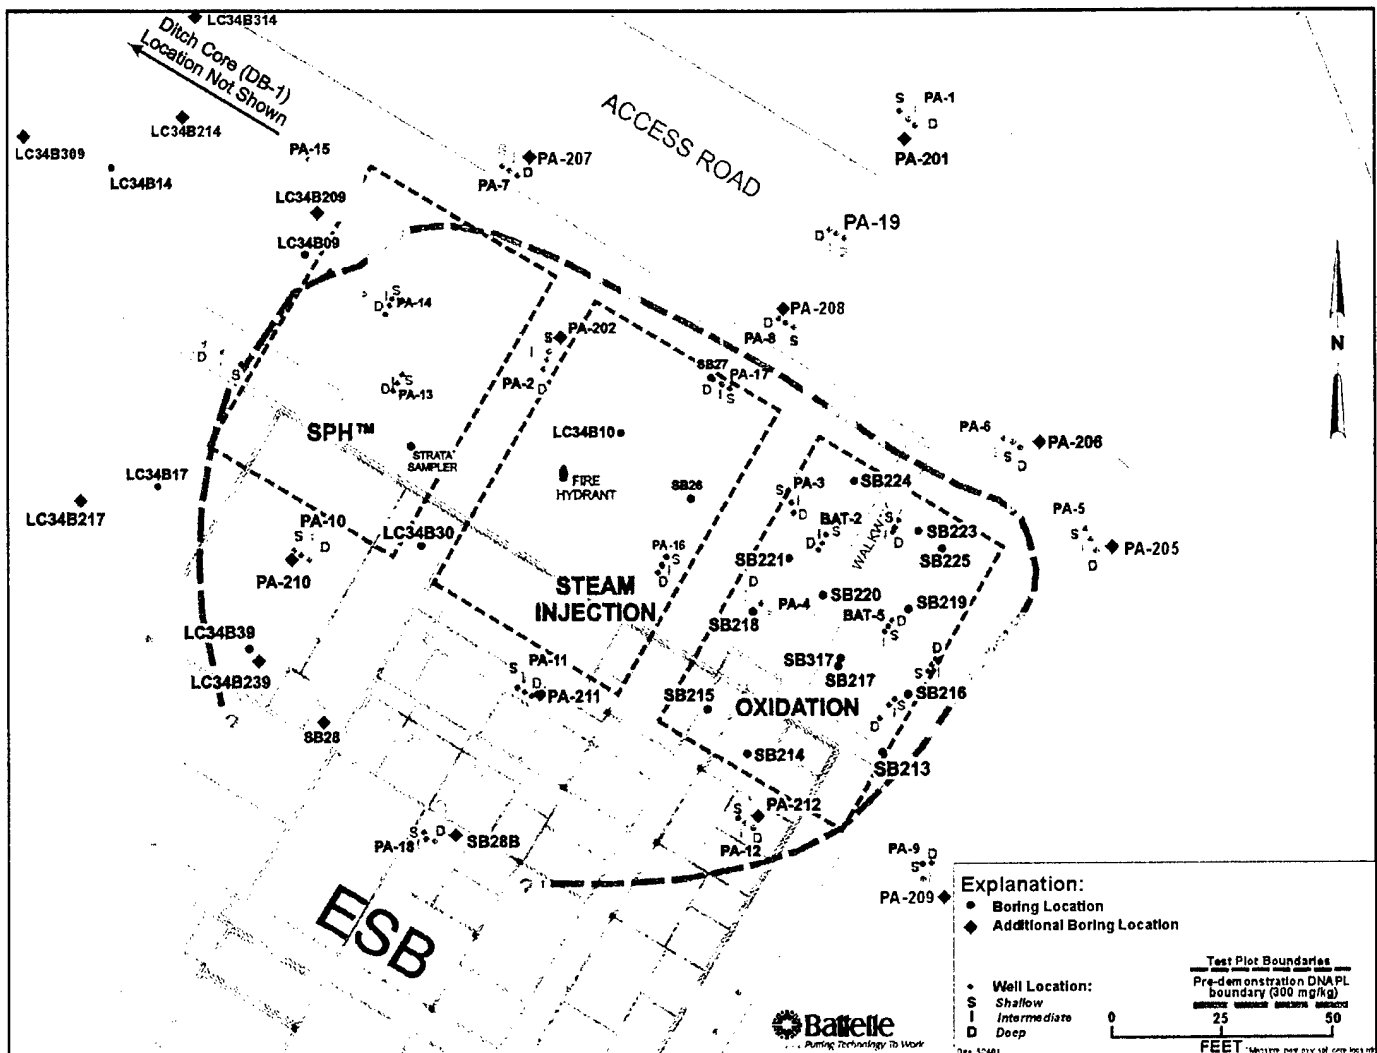 LC34B314
Ditch Core (DB-1)
Location Not Shown
ACCESS ROAD
S PA-1
I
D
PA-201
LC34B214
LC34B309
LC34B14
PA-15
S
I
PA-207
PA-7 D
LC34B209
LC34B09
PA-19
D
I S
I S
D PA-14
PA-208
D I
PA-8 S
PA-202
S
I
PA-2 D
SB27
PA-17
D I S
N
D
S
I S
D PA-13
SPH™
STRATA
SAMPLER
LC34B10
FIRE
HYDRANT
SB26
PA-6 I
S D
PA-206
LC34B17
LC34B217
PA-10
S I
D
PA-210
LC34B30
PA-3
I
D
SB224
BAT-2
I S
D
WALKWAY
S
I
D
SB223
SB225
PA-5
S I
D
PA-205
SB221
PA-16
I S
D
STEAM
INJECTION
D
PA-4
SB220
SB218
SB219
BAT-5 D
I S
LC34B39
LC34B239
SB317
SB217
D
S I
PA-11
S I D
PA-211
SB215
OXIDATION
SB216
I S
D
SB28
SB214
SB213
PA-212
S I
PA-12 D
S D
PA-18 I
SB28B
PA-9 D
S
I
PA-209
ESB
Explanation:
Boring Location
Additional Boring Location
Well Location:
S Shallow
I Intermediate
D Deep
Test Plot Boundaries
Pre-demonstration DNAPL
boundary (300 mg/kg)
0 25 50
FEET
Battelle
Putting Technology To Work